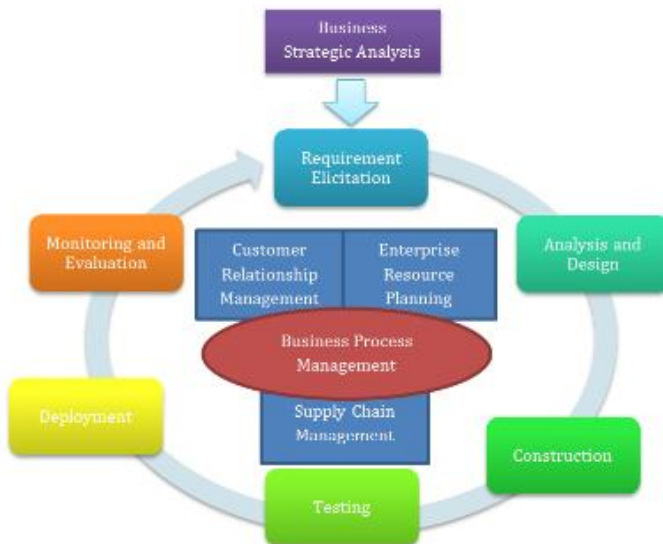 Business
Strategic Analysis
Requirement
Elicitation
Monitoring and
Evaluation
Customer
Relationship
Management
Enterprise
Resource
Planning
Analysis and
Design
Business Process
Management
Deployment
Supply Chain
Management
Construction
Testing